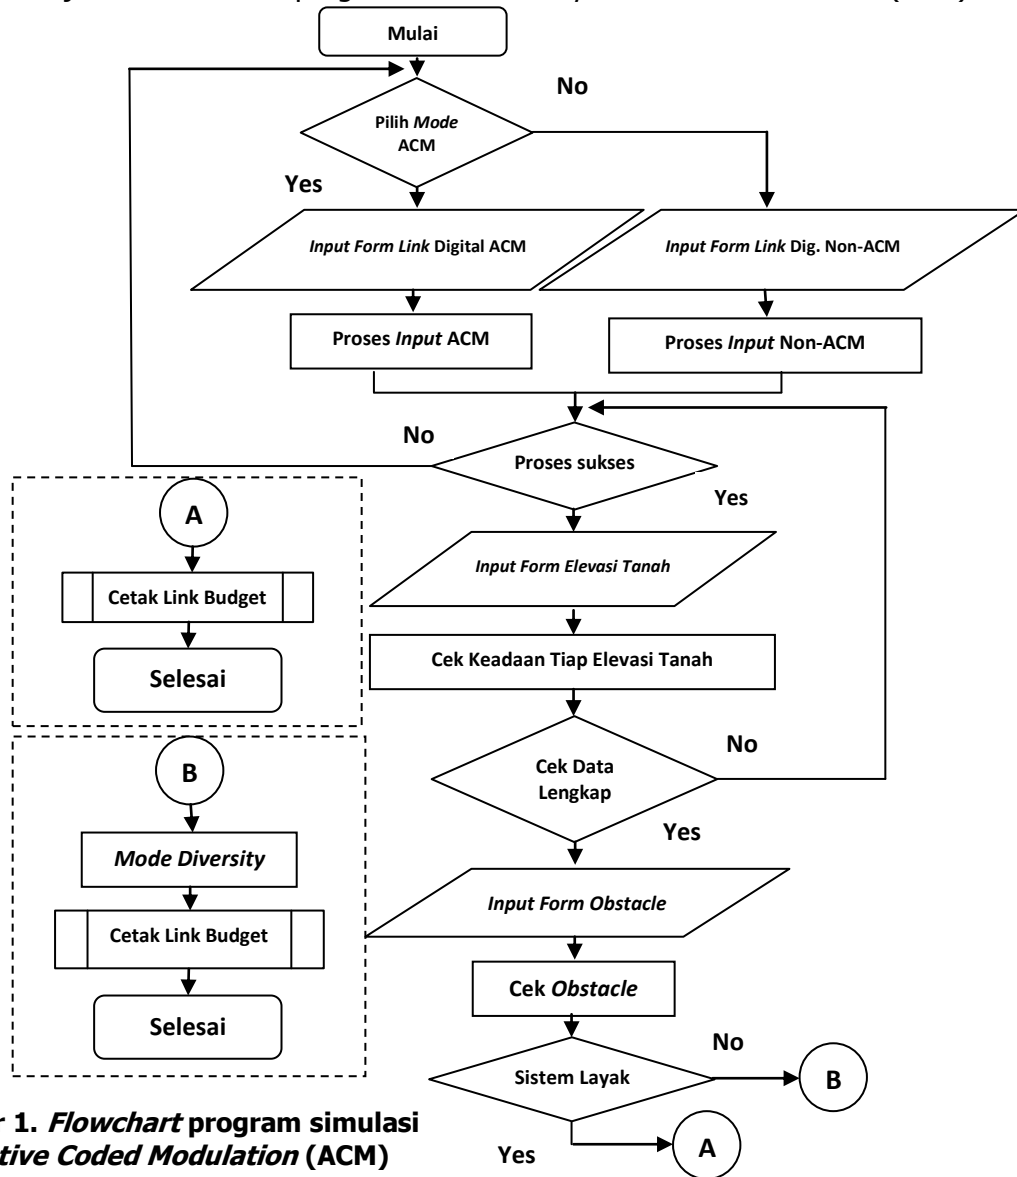 Mulai
No
Pilih Mode
ACM
Yes
Input Form Link Digital ACM
Input Form Link Dig. Non-ACM
Proses Input ACM
Proses Input Non-ACM
No
Proses sukses
Yes
A
Input Form Elevasi Tanah
Cetak Link Budget
Cek Keadaan Tiap Elevasi Tanah
Selesai
No
B
Cek Data
Lengkap
Yes
Mode Diversity
Input Form Obstacle
Cetak Link Budget
Cek Obstacle
Selesai
No
Sistem Layak
B
r 1. Flowchart program simulasi
tive Coded Modulation (ACM)
Yes
A